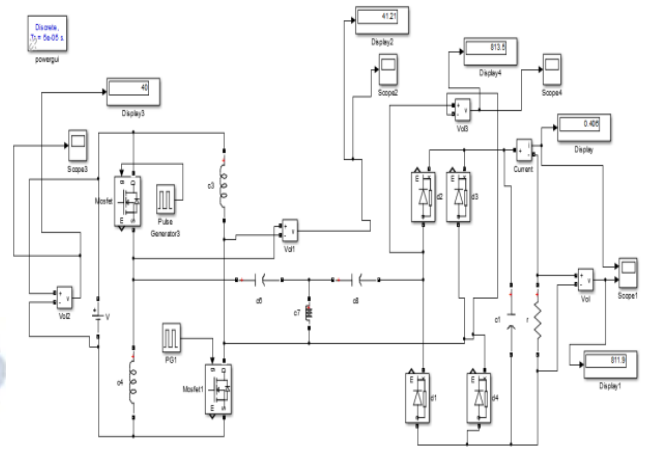 Discrete,
Ts = 5e-05 s
powergui
40
Display3
Scope3
Mosfet
Pulse
Generator3
c3
41.21
Display2
Scope2
813.5
Display4
Scope4
Vol3
0.406
Display
Current
d2
d3
Vol1
Vol2
V
c6
c8
c7
c1
r
Vol
Scope1
811.9
Display1
PG1
Mosfet1
c4
d1
d4